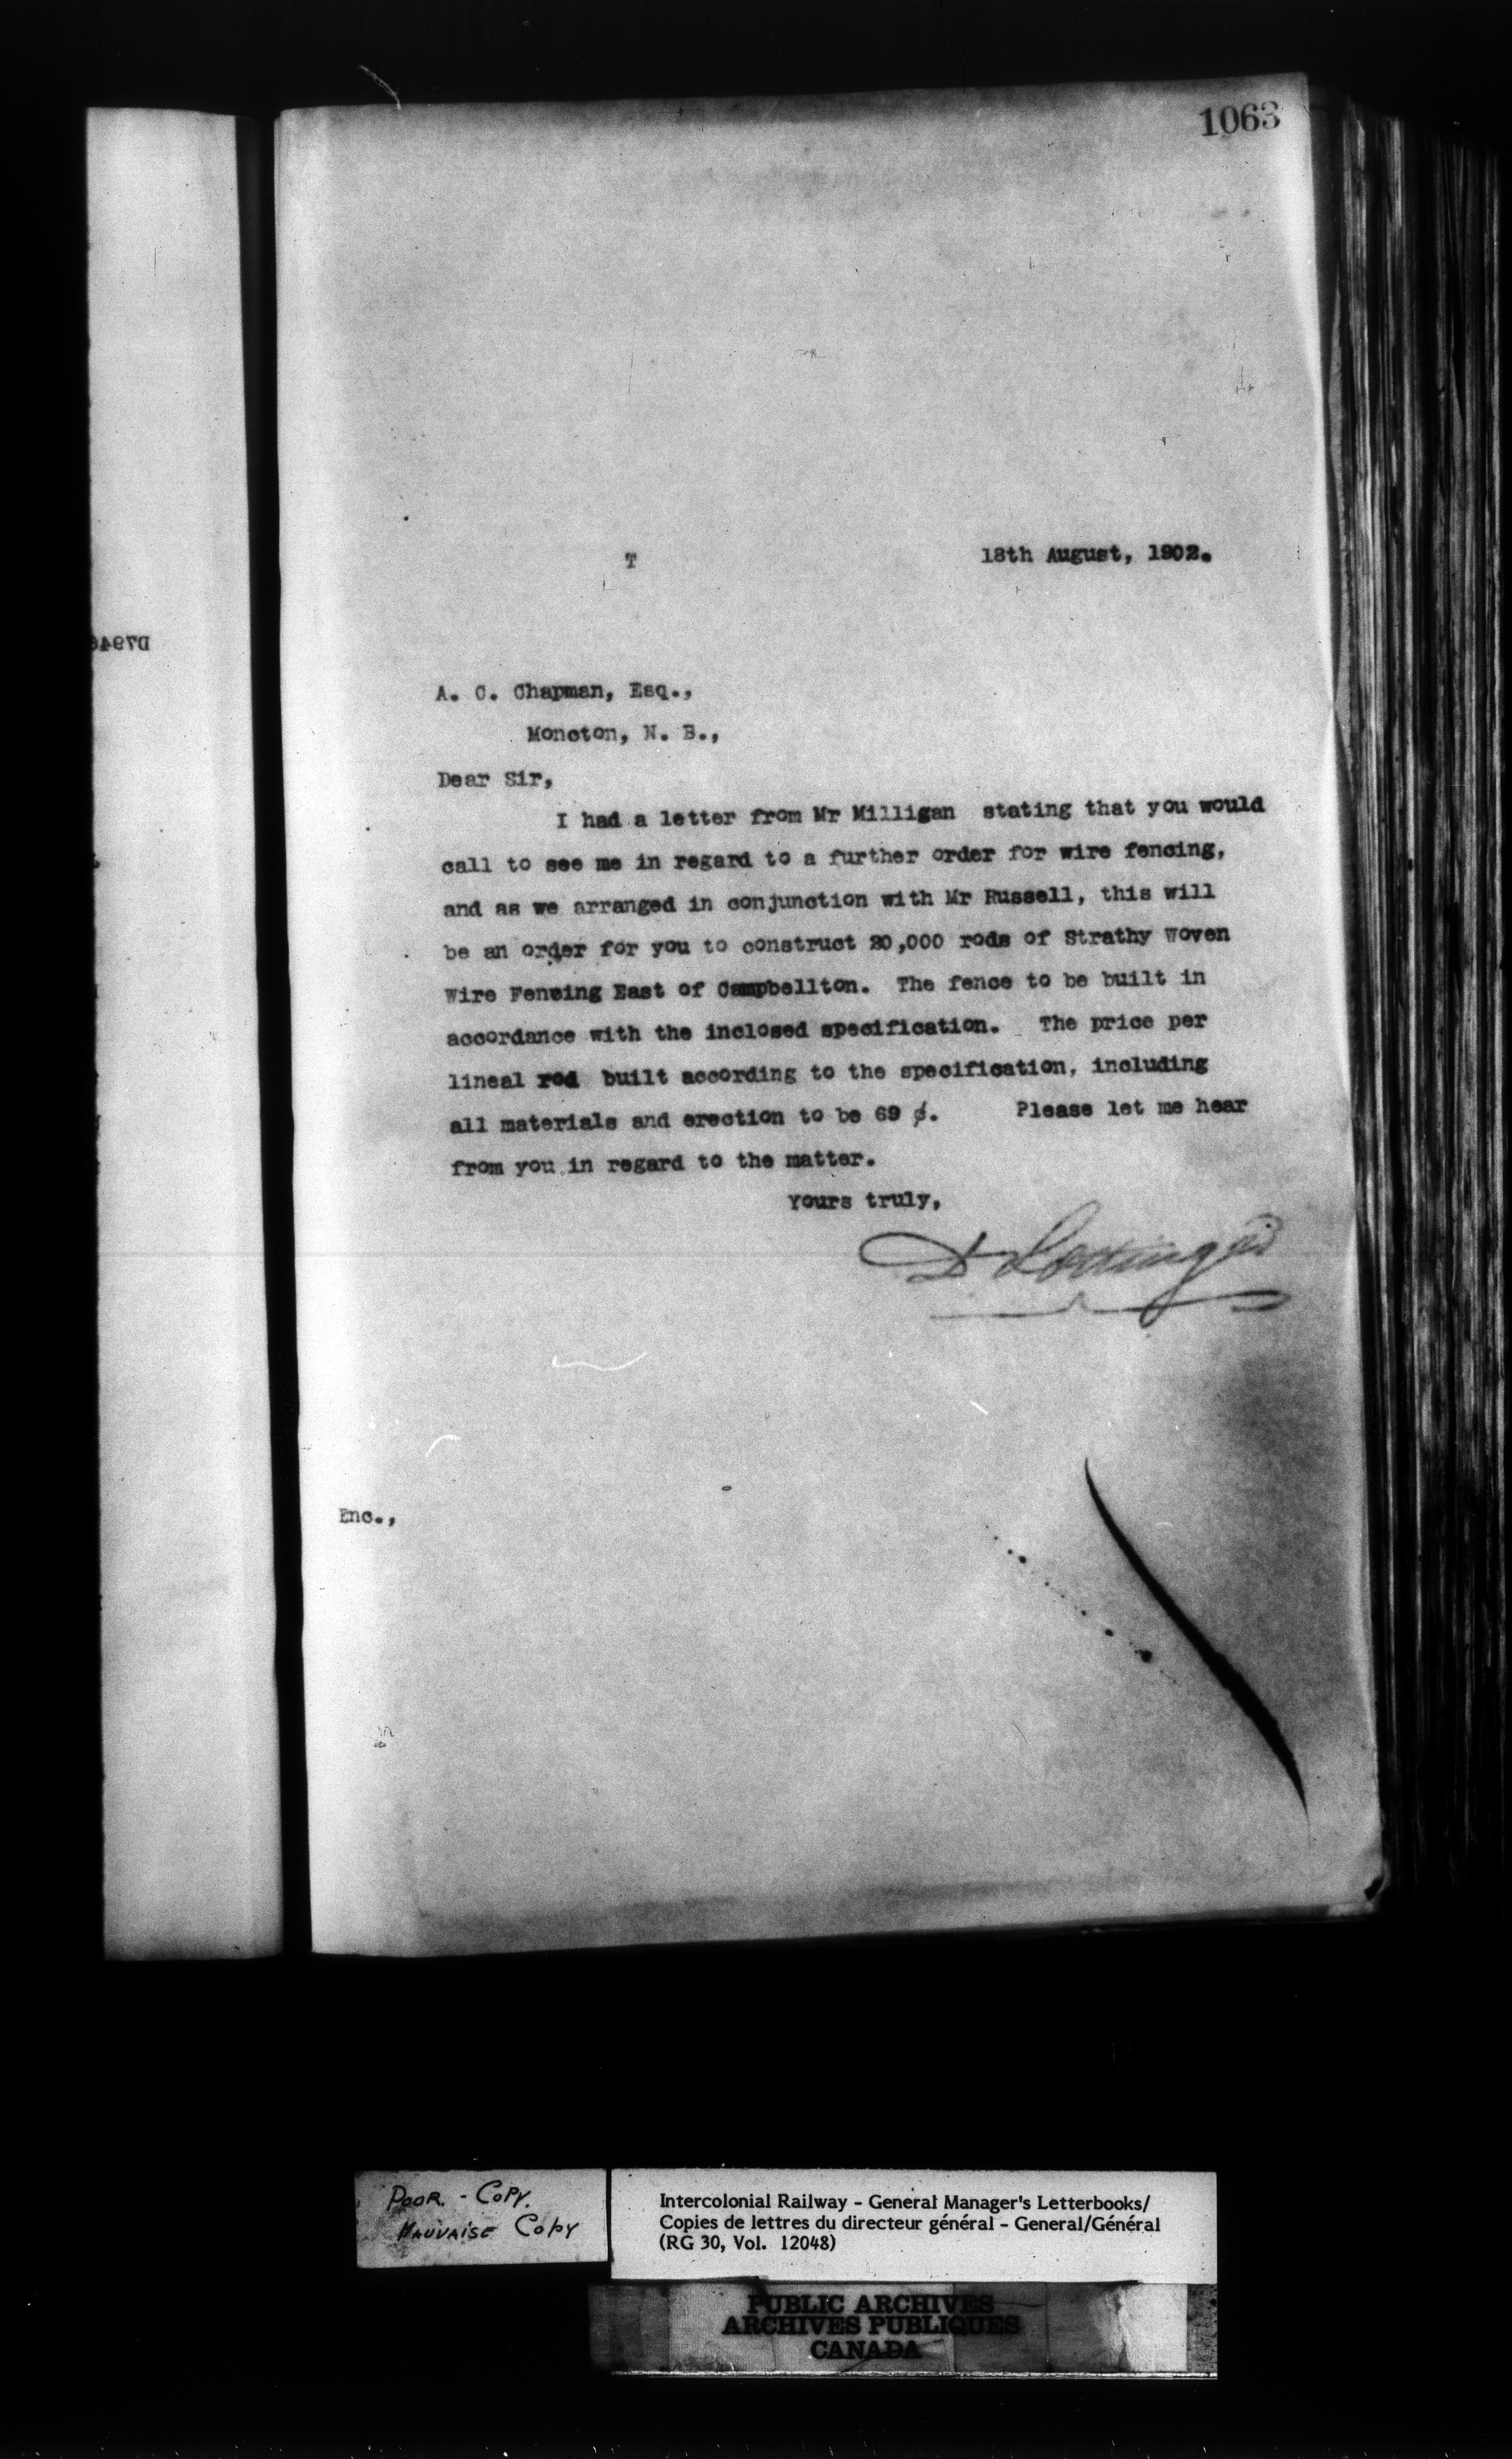 1063
T 18th August, 1902.
A. C. Chapman, Esq.,
Moncton, N. B.,
Dear Sir,
I had a letter from Mr Milligan stating that you would
call to see me in regard to a further order for wire fencing,
and as we arranged in conjunction with Mr Russell, this will
be an order for you to construct 20,000 rods of Strathy Woven
Wire Fencing East of Campbellton. The fence to be built in
accordance with the inclosed specification. The price per
lineal rod built according to the specification, including
all materials and erection to be 69 ¢. Please let me hear
from you in regard to the matter.
Yours truly,
D Pottinger
Enc.,
POOR - COPY.
MAUVAISE COPY
Intercolonial Railway - General Manager's Letterbooks/
Copies de lettres du directeur général - General/Général
(RG 30, Vol. 12048)
PUBLIC ARCHIVES
ARCHIVES PUBLIQUES
CANADA